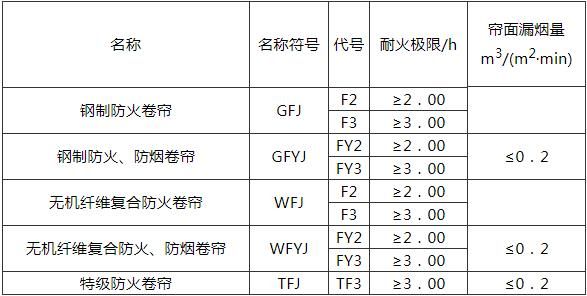 名称 名称符号 代号 耐火极限/h 帘面漏烟量
m³/(m²·min)
钢制防火卷帘 GFJ F2 ≥2．00
F3 ≥3．00
钢制防火、防烟卷帘 GFYJ FY2 ≥2．00 ≤0．2
FY3 ≥3．00
无机纤维复合防火卷帘 WFJ F2 ≥2．00
F3 ≥3．00
无机纤维复合防火、防烟卷帘 WFYJ FY2 ≥2．00 ≤0．2
FY3 ≥3．00
特级防火卷帘 TFJ TF3 ≥3．00 ≤0．2